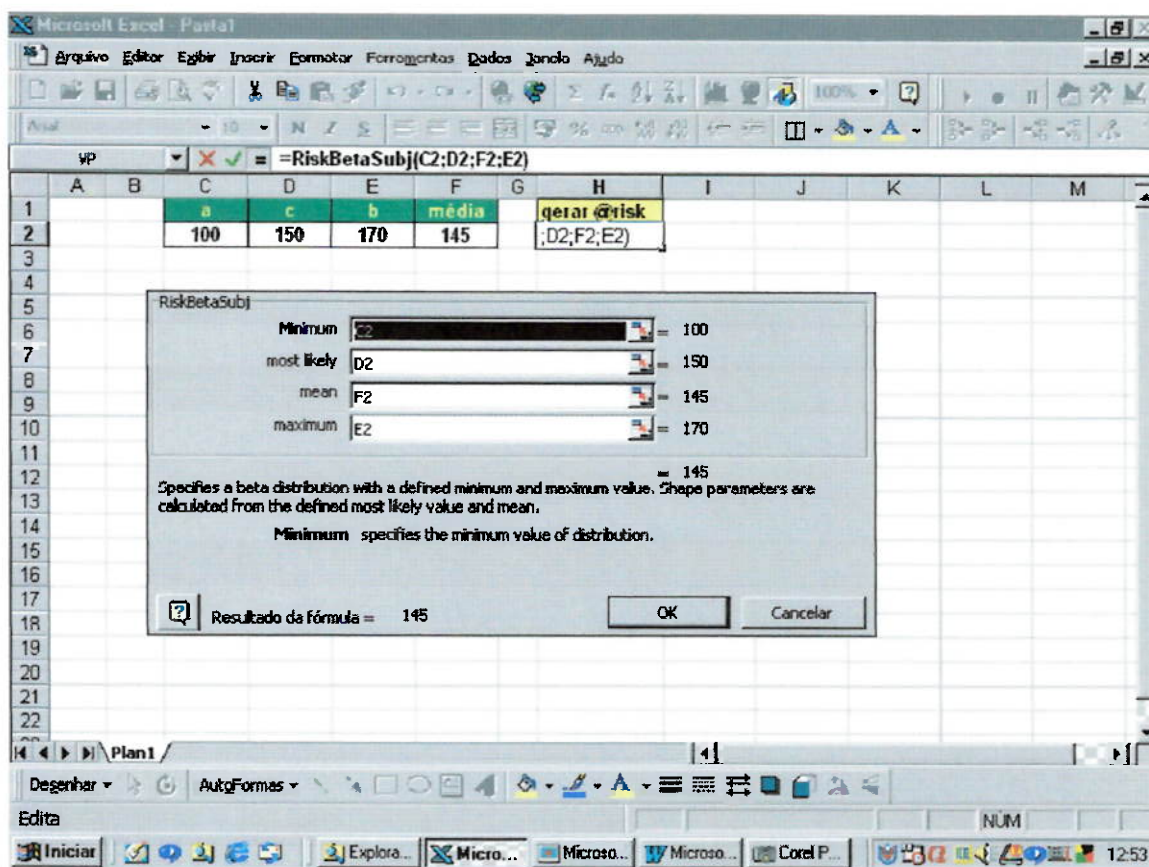 Microsoft Excel - Pasta1
Arquivo Editar Exibir Inserir Formatar Ferramentas Dados Janela Ajuda
100%
Arial 10 N I S % 000
VP = =RiskBetaSubj(C2;D2;F2;E2)
A B C D E F G H I J K L M
1 a c b média gerar @risk
2 100 150 170 145 ;D2;F2;E2)
3
4
5 RiskBetaSubj
6 Minimum C2 = 100
7 most likely D2 = 150
8
9 mean F2 = 145
10 maximum E2 = 170
11
12 = 145
Specifies a beta distribution with a defined minimum and maximum value. Shape parameters are
13 calculated from the defined most likely value and mean.
14 Minimum specifies the minimum value of distribution.
15
16
17
18 Resultado da fórmula = 145 OK Cancelar
19
20
21
22
Plan1
Desenhar AutoFormas
Edita NÚM
Iniciar Explora... Micro... Microso... Microso... Corel P... 12:53